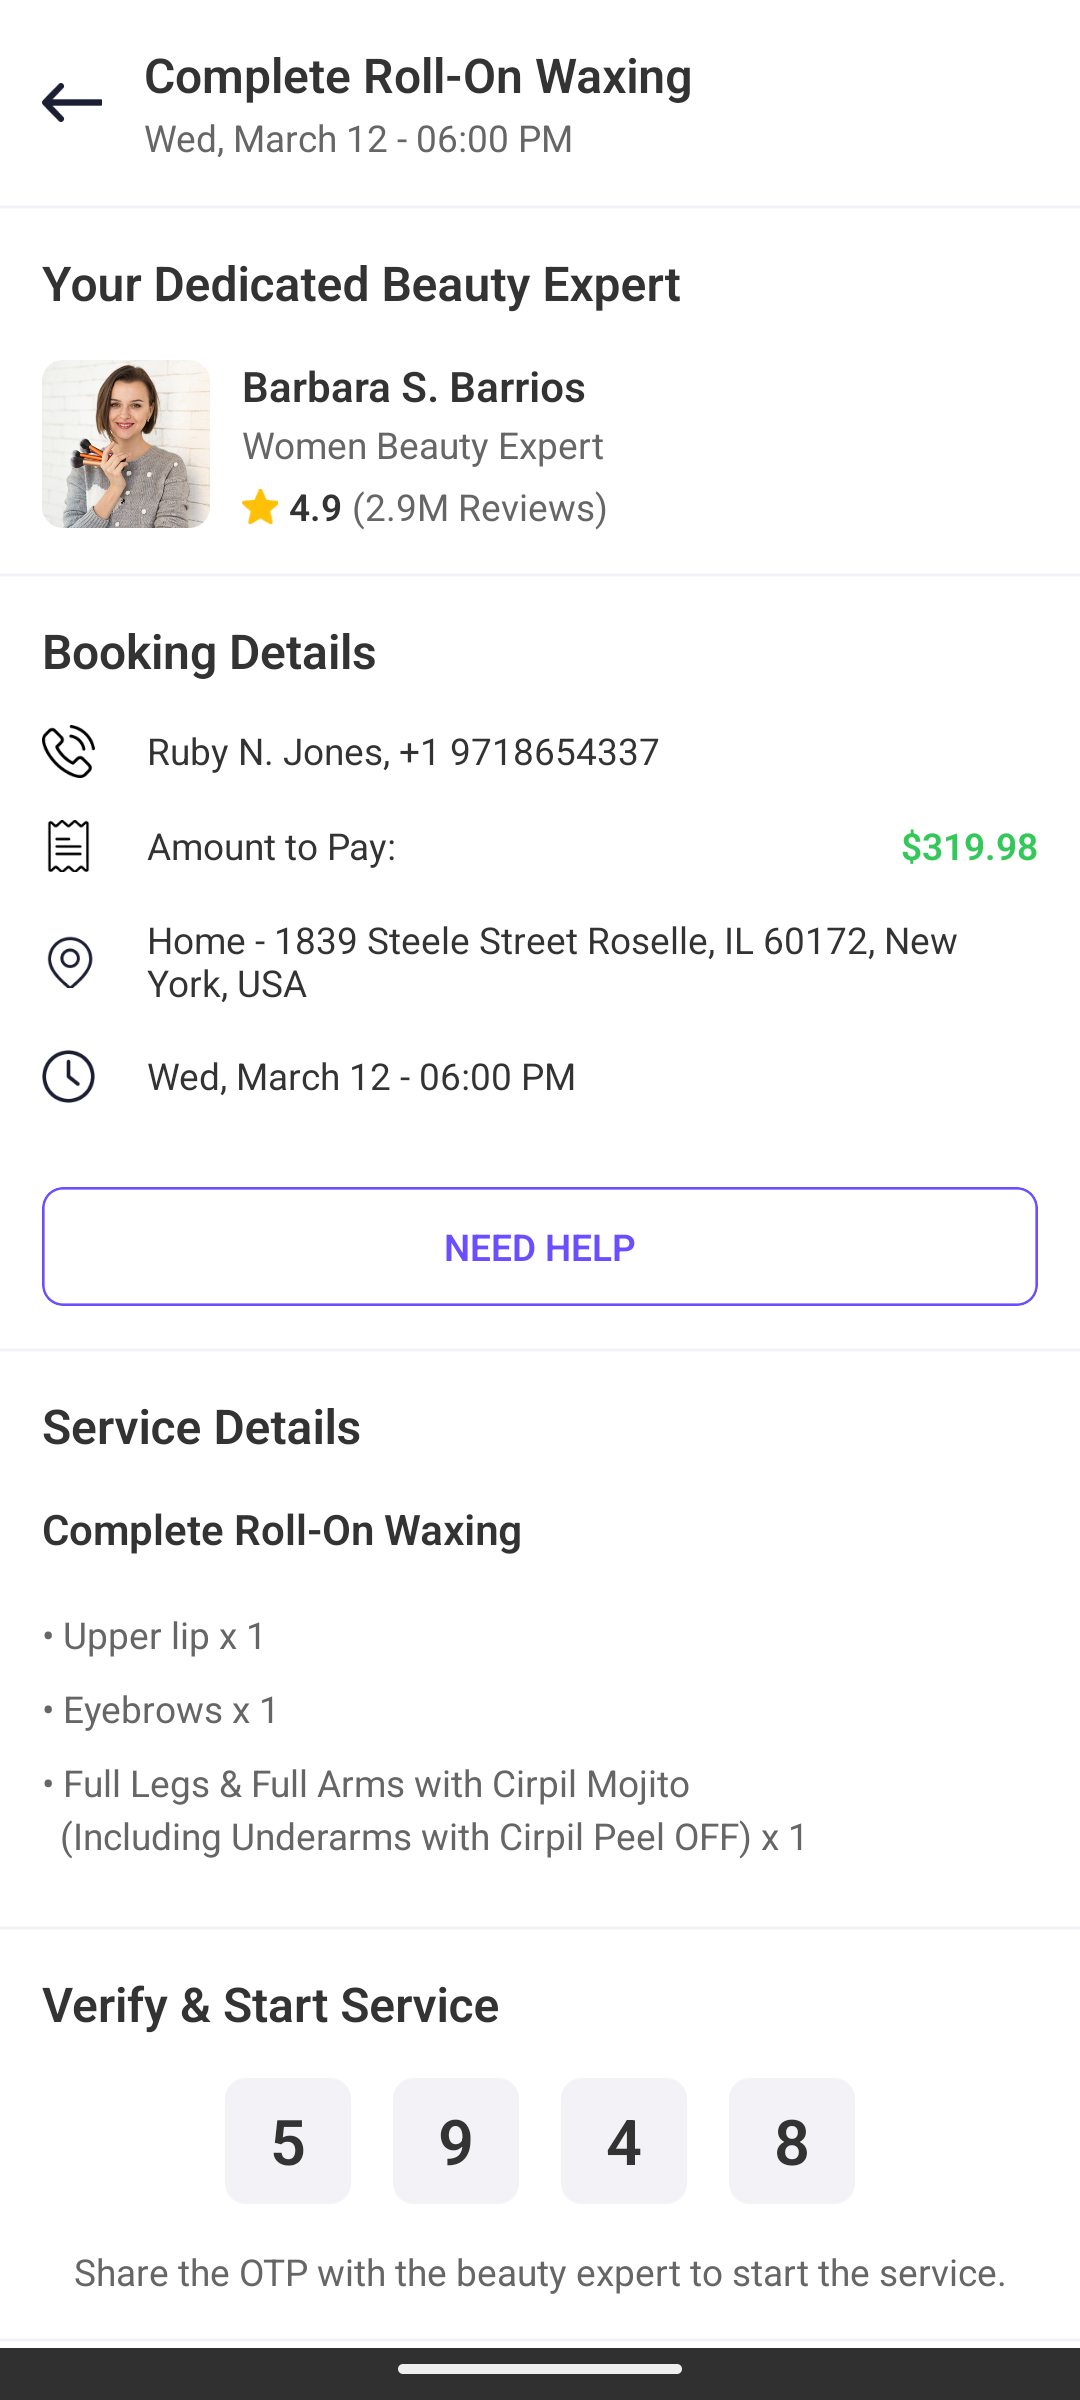 Complete Roll-On Waxing
Wed, March 12 - 06:00 PM
Your Dedicated Beauty Expert
Barbara S. Barrios
Women Beauty Expert
4.9 (2.9M Reviews)
Booking Details
Ruby N. Jones, +1 9718654337
Amount to Pay: $319.98
Home - 1839 Steele Street Roselle, IL 60172, New
York, USA
Wed, March 12 - 06:00 PM
NEED HELP
Service Details
Complete Roll-On Waxing
• Upper lip x 1
• Eyebrows x 1
• Full Legs & Full Arms with Cirpil Mojito
(Including Underarms with Cirpil Peel OFF) x 1
Verify & Start Service
5 9 4 8
Share the OTP with the beauty expert to start the service.